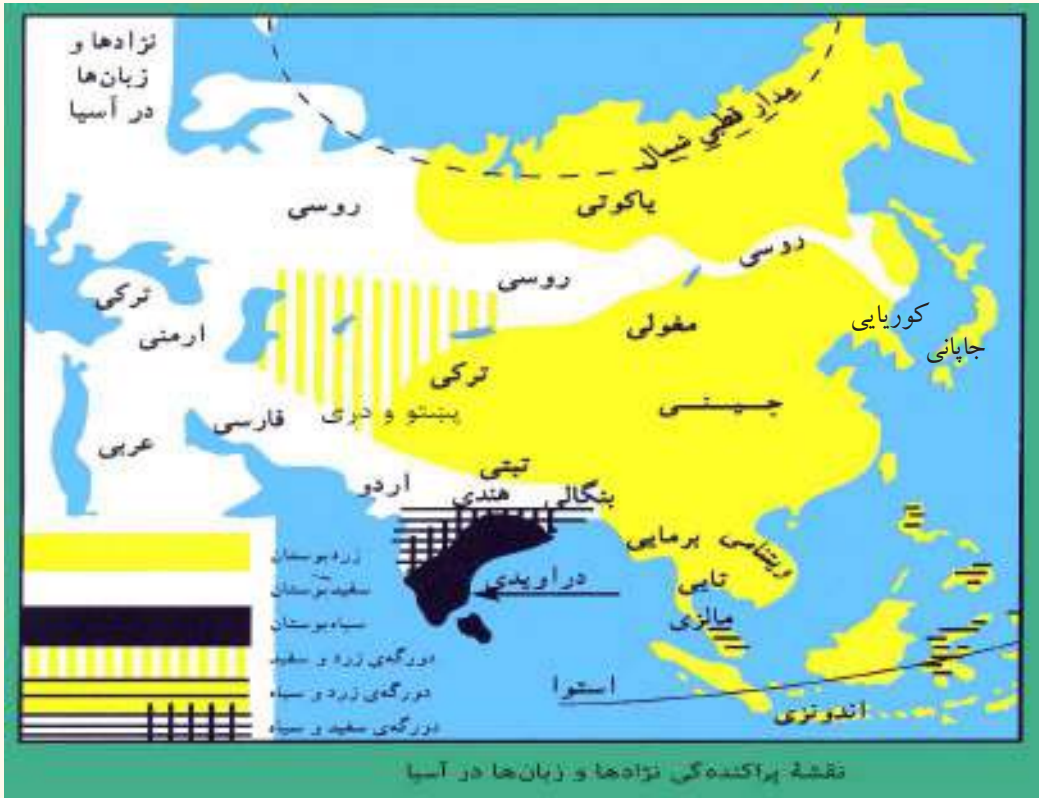 نژادها و
زبان‌ها
در آسیا
مدار قطبی شمال
یاکوتی
روسی
روسی
روسی
ترکی
ارمنی
مغولی
کوریایی
جاپانی
ترکی
پښتو و دری
فارسی
عربی
چینی
تبتی
اردو
هندی
بنگالی
برمایی
ویتنامی
تایی
مالزی
دراویدی
استوا
اندونزی
زردپوستان
سفیدپوستان
سیاه‌پوستان
دورگه‌ی زرد و سفید
دورگه‌ی زرد و سیاه
دورگه‌ی سفید و سیاه
نقشهٔ پراکنده‌گی نژادها و زبان‌ها در آسیا